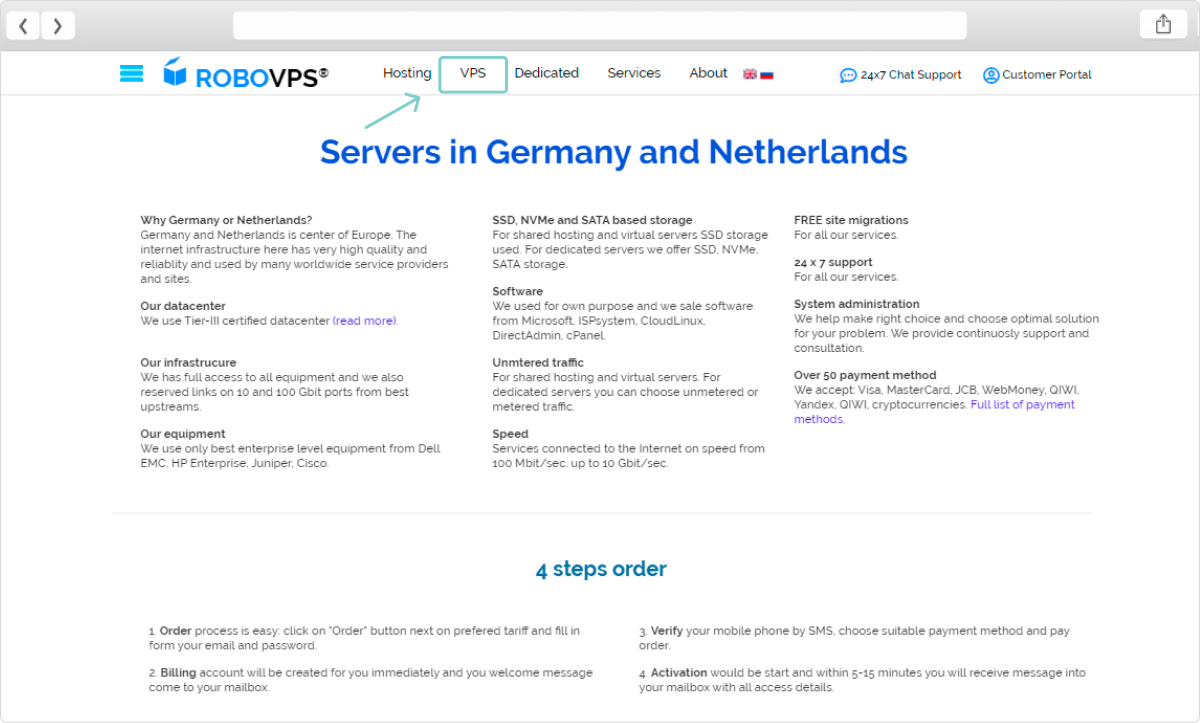 ROBOVPS®
Hosting
VPS
Dedicated
Services
About
24x7 Chat Support
Customer Portal
Servers in Germany and Netherlands
Why Germany or Netherlands?
Germany and Netherlands is center of Europe. The
internet infrastructure here has very high quality and
reliablity and used by many worldwide service providers
and sites.
Our datacenter
We use Tier-III certified datacenter (read more).
Our infrastrucure
We has full access to all equipment and we also
reserved links on 10 and 100 Gbit ports from best
upstreams.
Our equipment
We use only best enterprise level equipment from Dell
EMC, HP Enterprise, Juniper, Cisco.
SSD, NVMe and SATA based storage
For shared hosting and virtual servers SSD storage
used. For dedicated servers we offer SSD, NVMe,
SATA storage.
Software
We used for own purpose and we sale software
from Microsoft, ISPsystem, CloudLinux,
DirectAdmin, cPanel.
Unmtered traffic
For shared hosting and virtual servers. For
dedicated servers you can choose unmetered or
metered traffic.
Speed
Services connected to the Internet on speed from
100 Mbit/sec. up to 10 Gbit/sec.
FREE site migrations
For all our services.
24 x 7 support
For all our services.
System administration
We help make right choice and choose optimal solution
for your problem. We provide continuosly support and
consultation.
Over 50 payment method
We accept: Visa, MasterCard, JCB, WebMoney, QIWI,
Yandex, QIWI, cryptocurrencies. Full list of payment
methods.
4 steps order
1. Order process is easy: click on "Order" button next on prefered tariff and fill in
form your email and password.
2. Billing account will be created for you immediately and you welcome message
come to your mailbox.
3. Verify your mobile phone by SMS, choose suitable payment method and pay
order.
4. Activation would be start and within 5-15 minutes you will receive message into
your mailbox with all access details.